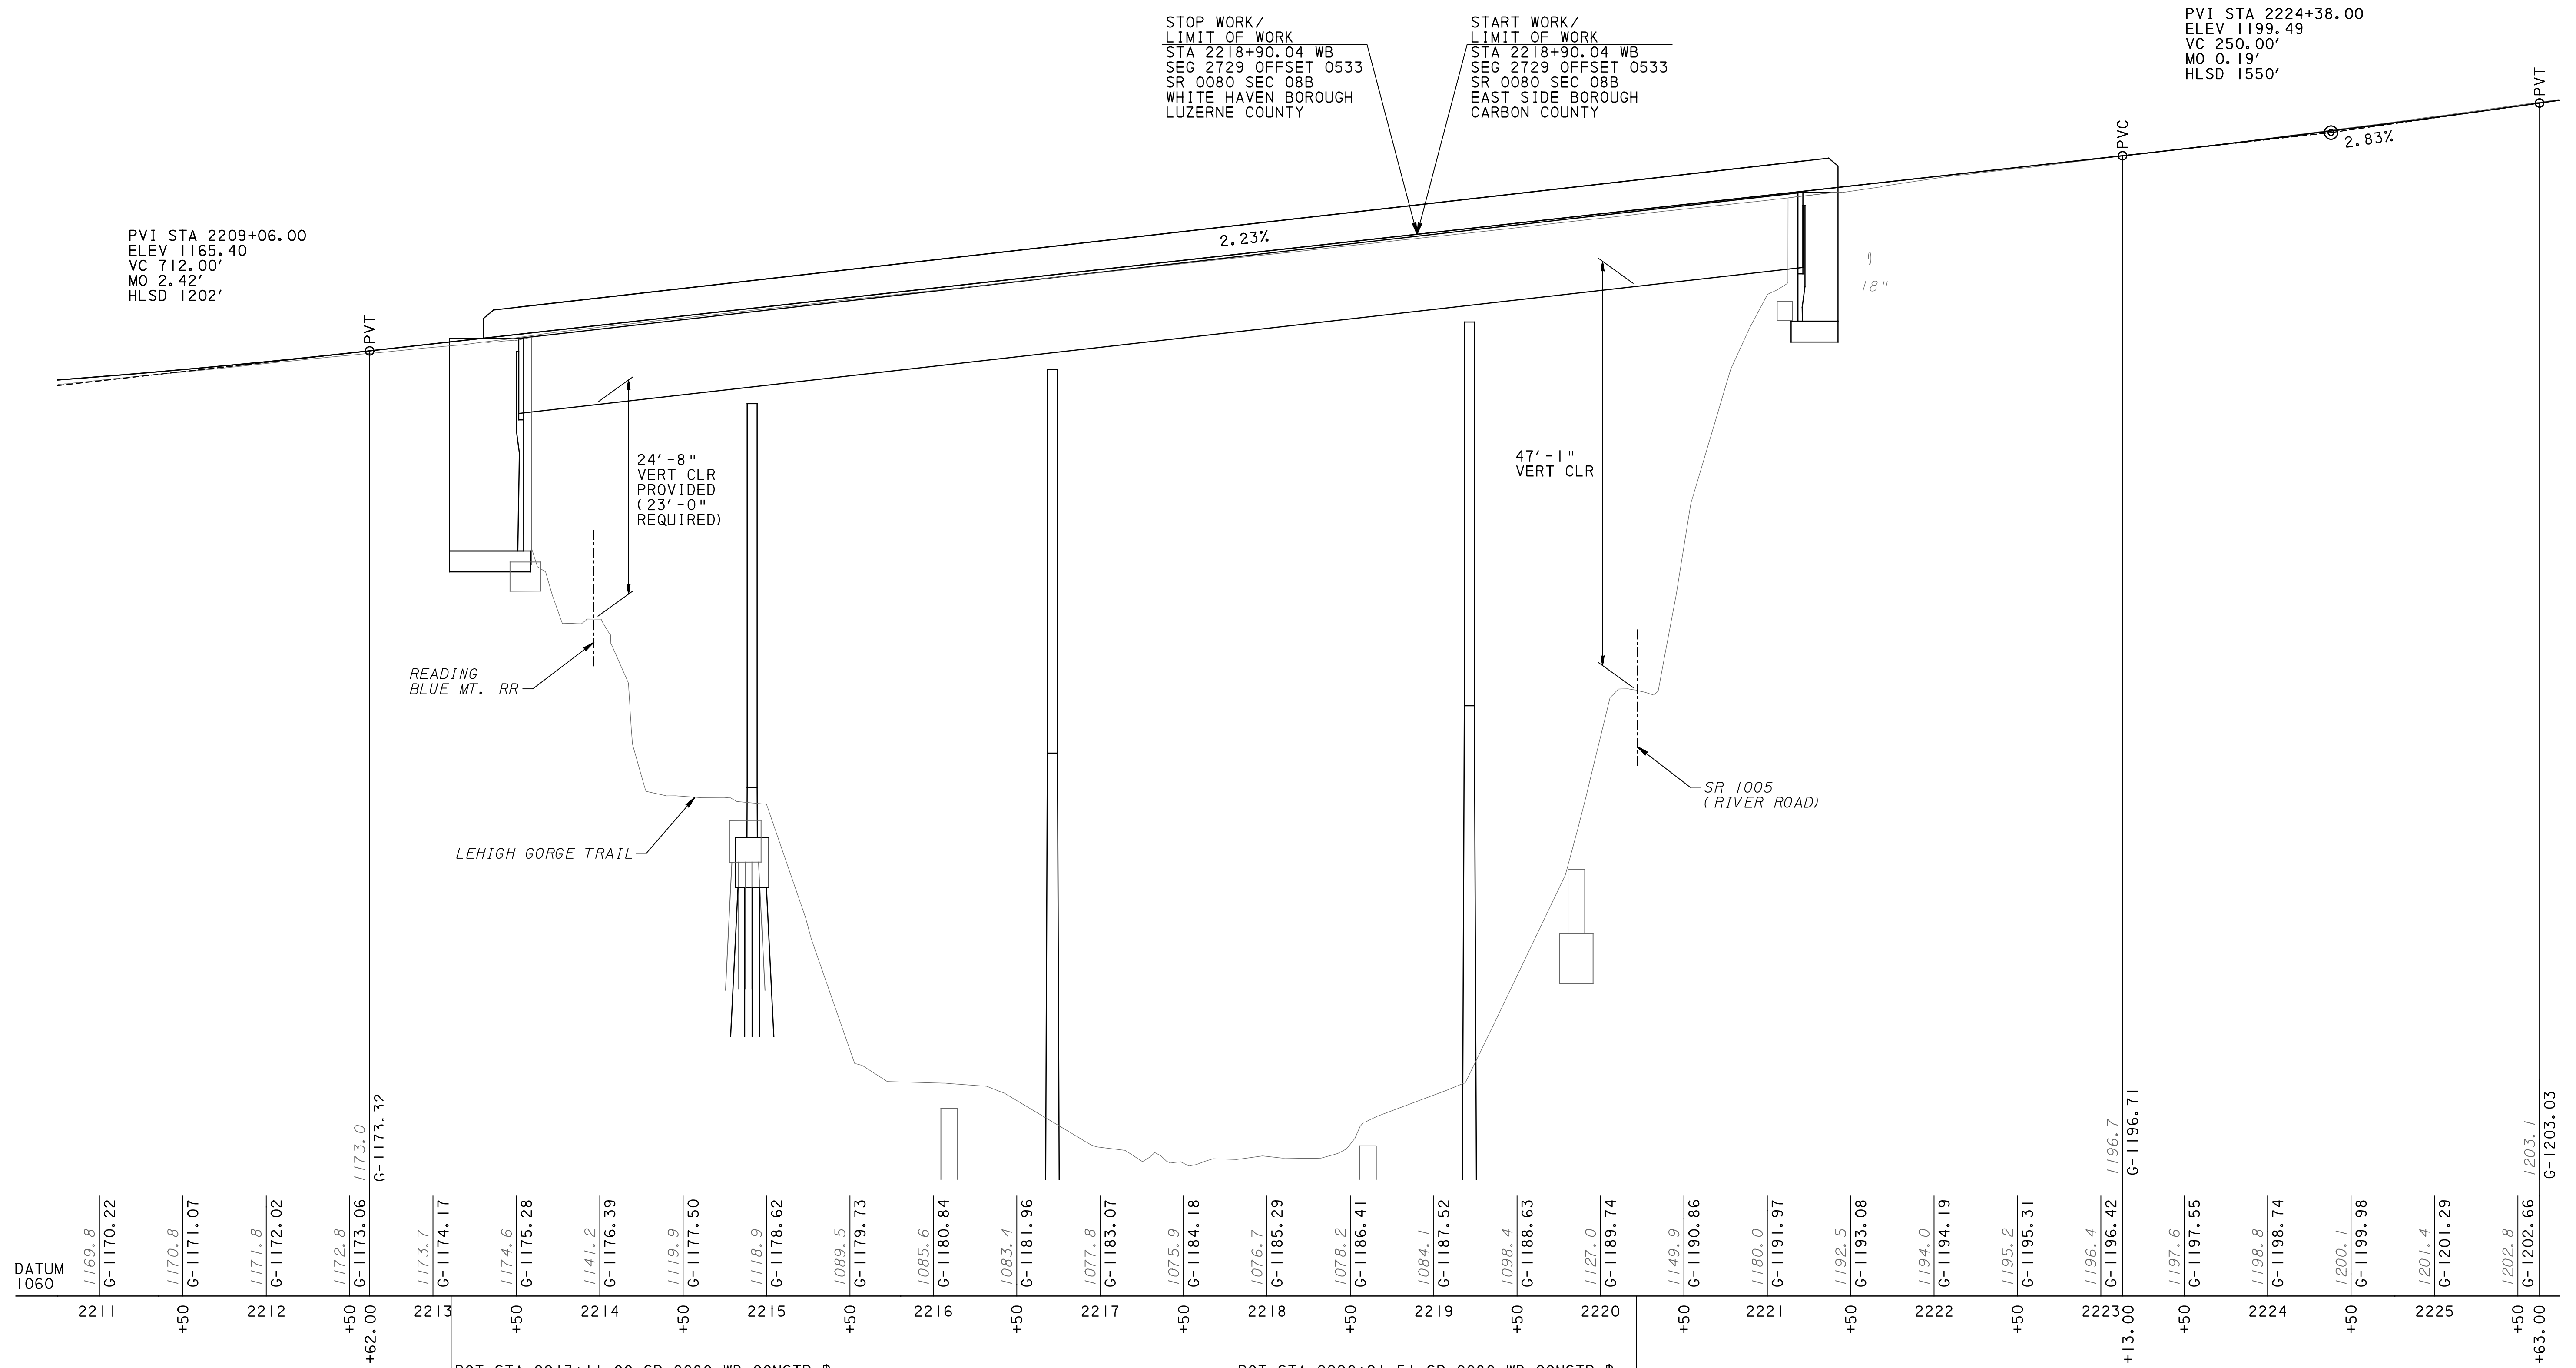 STOP WORK/
LIMIT OF WORK
STA 2218+90.04 WB
SEG 2729 OFFSET 0533
SR 0080 SEC 08B
WHITE HAVEN BOROUGH
LUZERNE COUNTY
START WORK/
LIMIT OF WORK
STA 2218+90.04 WB
SEG 2729 OFFSET 0533
SR 0080 SEC 08B
EAST SIDE BOROUGH
CARBON COUNTY
PVI STA 2224+38.00
ELEV 1199.49
VC 250.00'
MO 0.19'
HLSD 1550'
PVT
PVC
2.83%
2.23%
PVI STA 2209+06.00
ELEV 1165.40
VC 712.00'
MO 2.42'
HLSD 1202'
PVT
18"
24'-8"
VERT CLR
PROVIDED
(23'-0"
REQUIRED)
47'-1"
VERT CLR
READING
BLUE MT. RR
SR 1005
(RIVER ROAD)
LEHIGH GORGE TRAIL
1173.0
G-1173.32
1196.7
G-1196.71
1203.1
G-1203.03
DATUM
1060
1169.8
G-1170.22
1170.8
G-1171.07
1171.8
G-1172.02
1172.8
G-1173.06
1173.7
G-1174.17
1174.6
G-1175.28
1141.2
G-1176.39
1119.9
G-1177.50
1118.9
G-1178.62
1089.5
G-1179.73
1085.6
G-1180.84
1083.4
G-1181.96
1077.8
G-1183.07
1075.9
G-1184.18
1076.7
G-1185.29
1078.2
G-1186.41
1084.1
G-1187.52
1098.4
G-1188.63
1127.0
G-1189.74
1149.9
G-1190.86
1180.0
G-1191.97
1192.5
G-1193.08
1194.0
G-1194.19
1195.2
G-1195.31
1196.4
G-1196.42
1197.6
G-1197.55
1198.8
G-1198.74
1200.1
G-1199.98
1201.4
G-1201.29
1202.8
G-1202.66
2211
+50
2212
+50
+62.00
2213
+50
2214
+50
2215
+50
2216
+50
2217
+50
2218
+50
2219
+50
2220
+50
2221
+50
2222
+50
2223
+13.00
+50
2224
+50
2225
+50
+63.00